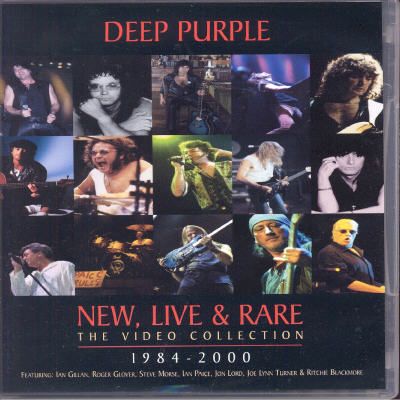 DEEP PURPLE
NEW, LIVE & RARE
THE VIDEO COLLECTION
1984-2000
FEATURING: IAN GILLAN, ROGER GLOVER, STEVE MORSE, IAN PAICE, JON LORD, JOE LYNN TURNER & RITCHIE BLACKMORE